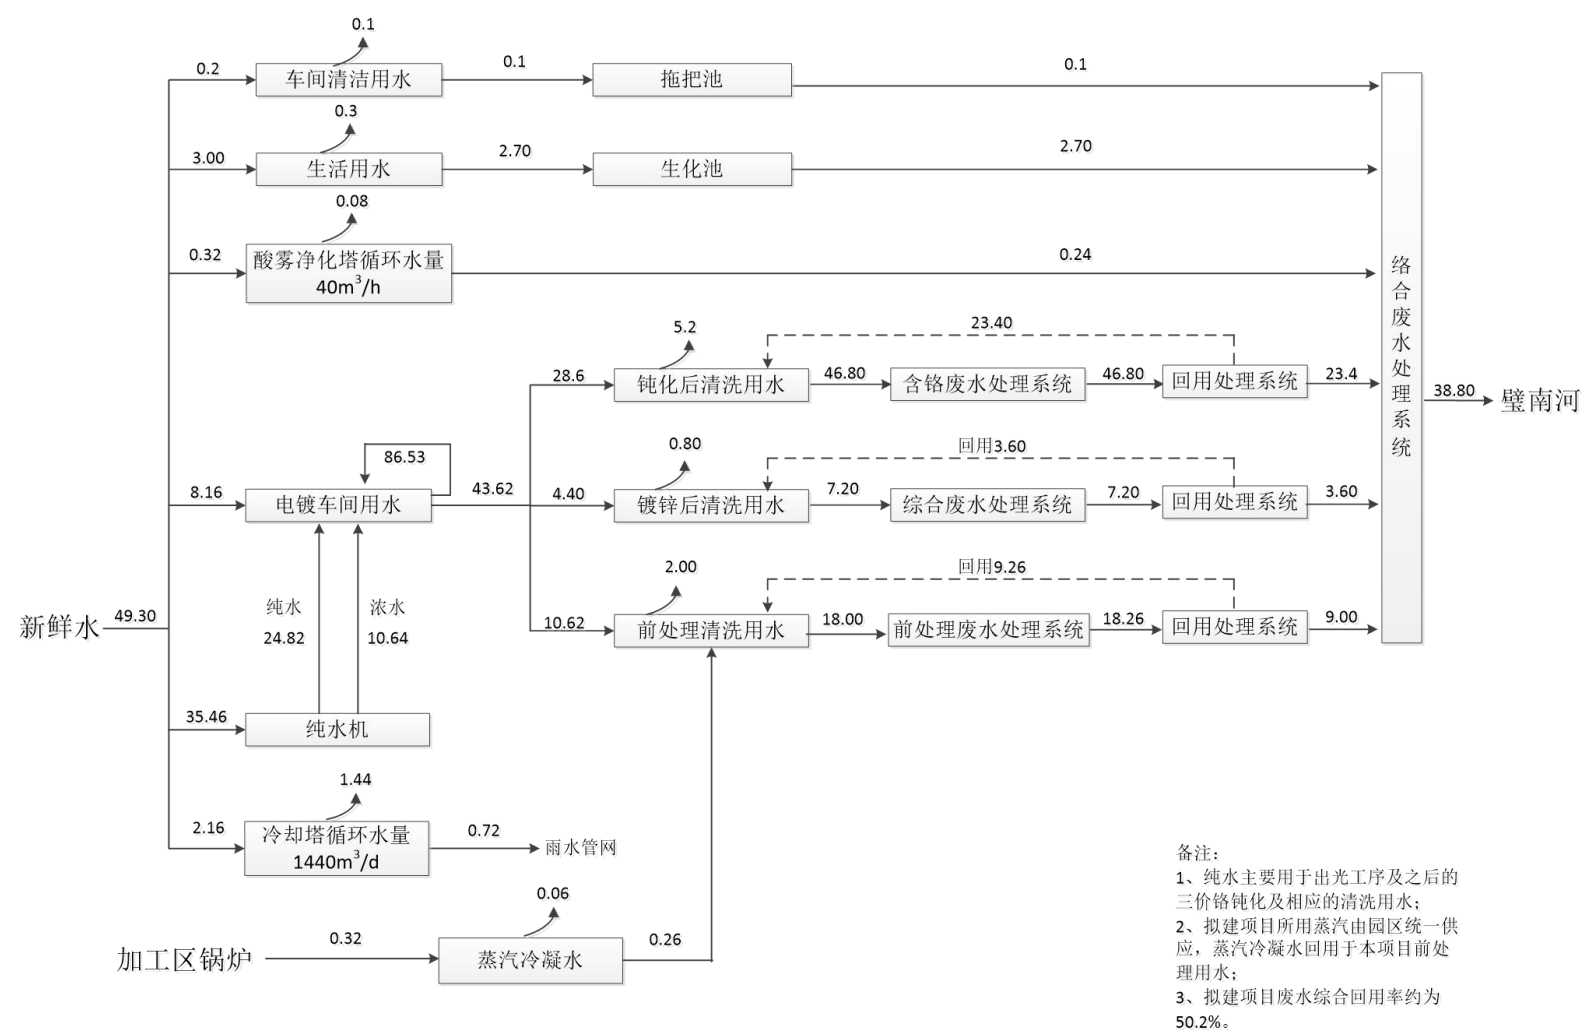 0.1
0.2
车间清洁用水
0.1
拖把池
0.1
0.3
3.00
生活用水
2.70
生化池
2.70
0.08
0.32
酸雾净化塔循环水量
40m³/h
0.24
络合废水处理系统
5.2
23.40
28.6
钝化后清洗用水
46.80
含铬废水处理系统
46.80
回用处理系统
23.4
38.80
璧南河
86.53
0.80
回用3.60
8.16
电镀车间用水
43.62
4.40
镀锌后清洗用水
7.20
综合废水处理系统
7.20
回用处理系统
3.60
2.00
回用9.26
新鲜水
49.30
纯水
24.82
浓水
10.64
10.62
前处理清洗用水
18.00
前处理废水处理系统
18.26
回用处理系统
9.00
35.46
纯水机
1.44
2.16
冷却塔循环水量
1440m³/d
0.72
雨水管网
0.06
加工区锅炉
0.32
蒸汽冷凝水
0.26
备注：
1、纯水主要用于出光工序及之后的
三价铬钝化及相应的清洗用水；
2、拟建项目所用蒸汽由园区统一供
应，蒸汽冷凝水回用于本项目前处
理用水；
3、拟建项目废水综合回用率约为
50.2%。